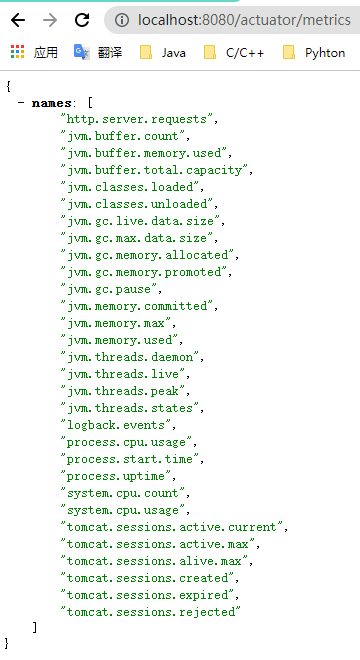 localhost:8080/actuator/metrics
应用 翻译 Java C/C++ Pyhton
{
- names: [
"http.server.requests",
"jvm.buffer.count",
"jvm.buffer.memory.used",
"jvm.buffer.total.capacity",
"jvm.classes.loaded",
"jvm.classes.unloaded",
"jvm.gc.live.data.size",
"jvm.gc.max.data.size",
"jvm.gc.memory.allocated",
"jvm.gc.memory.promoted",
"jvm.gc.pause",
"jvm.memory.committed",
"jvm.memory.max",
"jvm.memory.used",
"jvm.threads.daemon",
"jvm.threads.live",
"jvm.threads.peak",
"jvm.threads.states",
"logback.events",
"process.cpu.usage",
"process.start.time",
"process.uptime",
"system.cpu.count",
"system.cpu.usage",
"tomcat.sessions.active.current",
"tomcat.sessions.active.max",
"tomcat.sessions.alive.max",
"tomcat.sessions.created",
"tomcat.sessions.expired",
"tomcat.sessions.rejected"
]
}